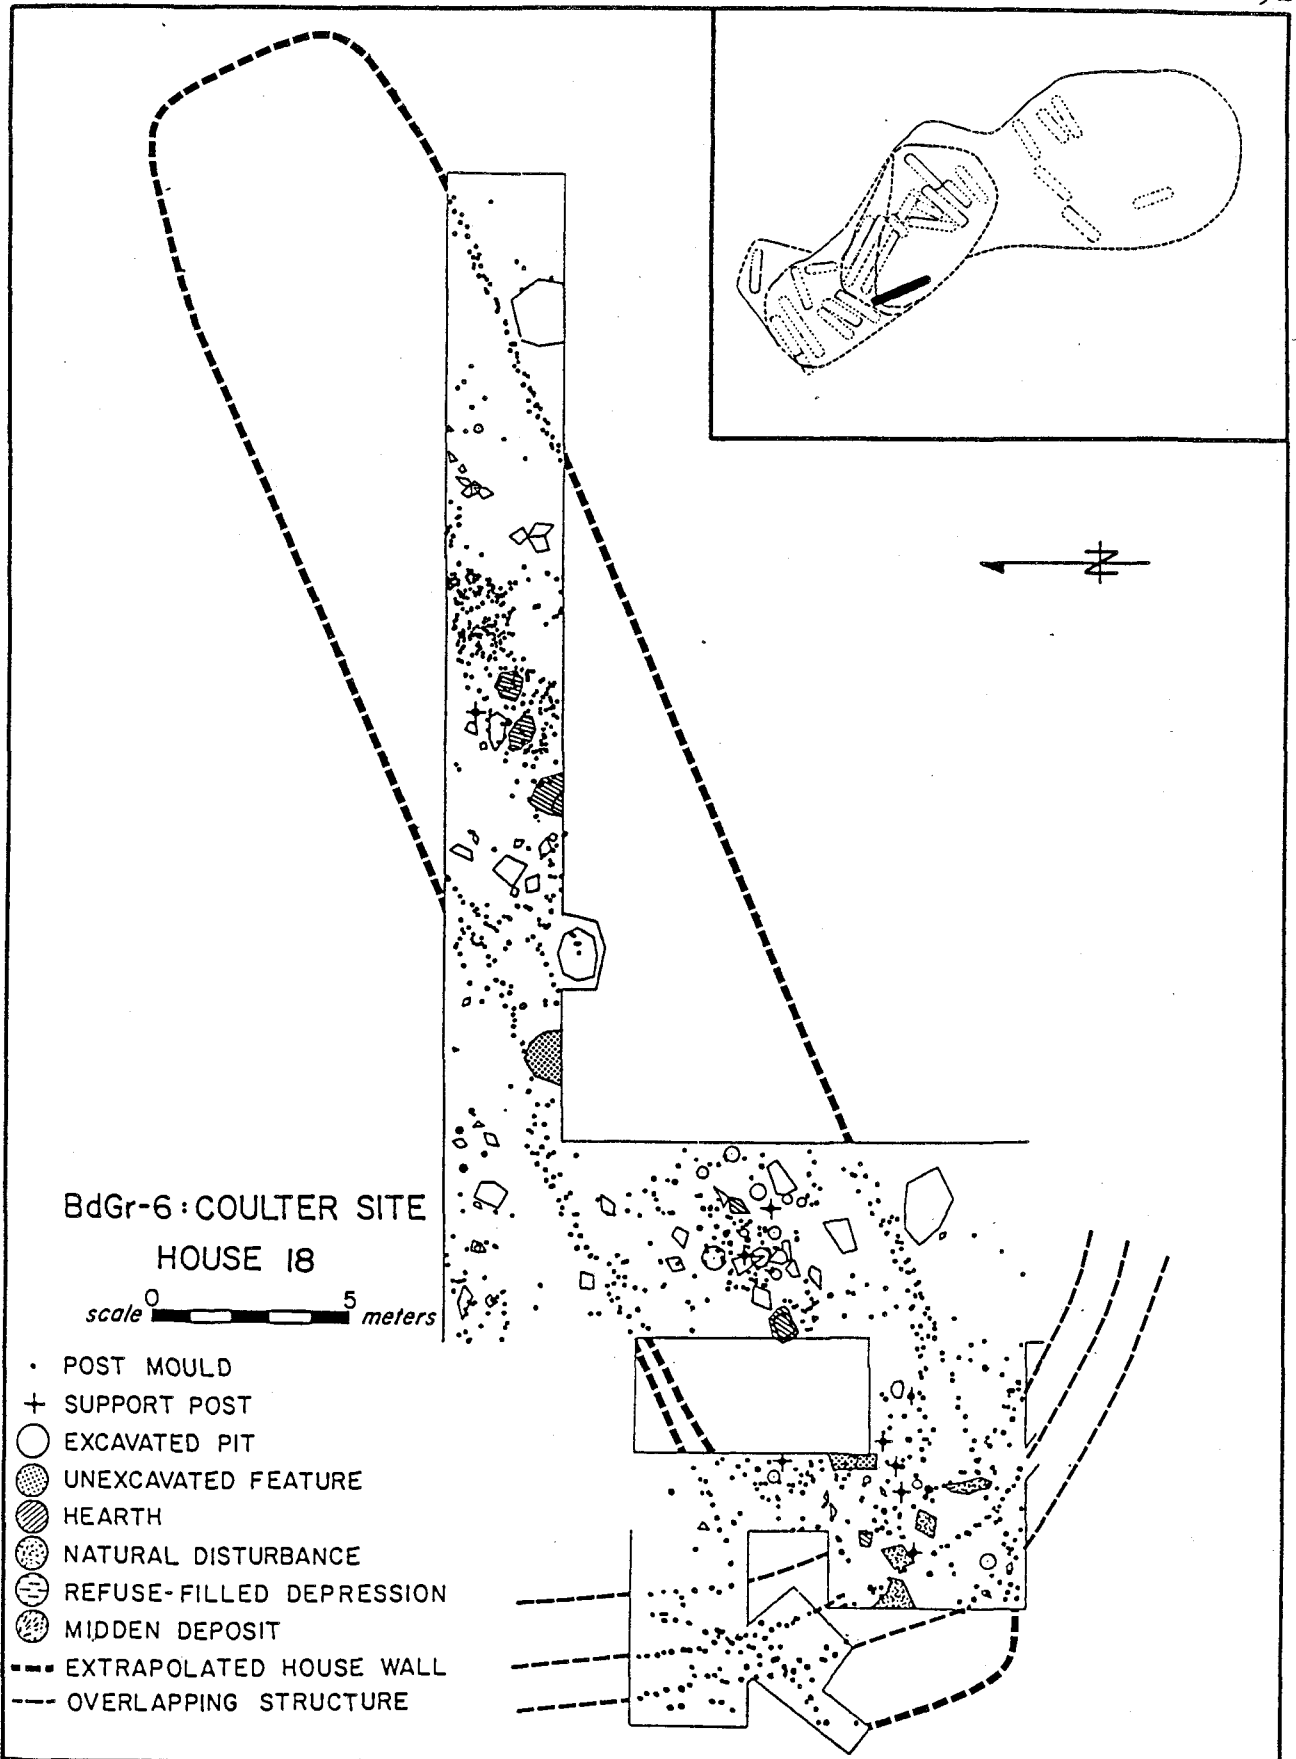 N
BdGr-6 : COULTER SITE
HOUSE 18
0 5
scale meters
POST MOULD
SUPPORT POST
EXCAVATED PIT
UNEXCAVATED FEATURE
HEARTH
NATURAL DISTURBANCE
REFUSE-FILLED DEPRESSION
MIDDEN DEPOSIT
EXTRAPOLATED HOUSE WALL
OVERLAPPING STRUCTURE